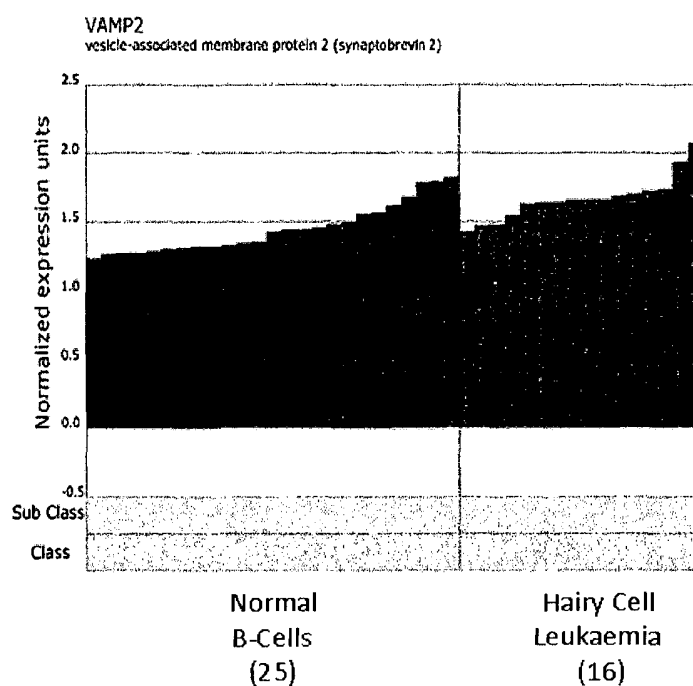 VAMP2
vesicle-associated membrane protein 2 (synaptobrevin 2)
Normalized expression units
2.5
2.0
1.5
1.0
0.5
0.0
-0.5
Sub Class
Class
Normal
B-Cells
(25)
Hairy Cell
Leukaemia
(16)